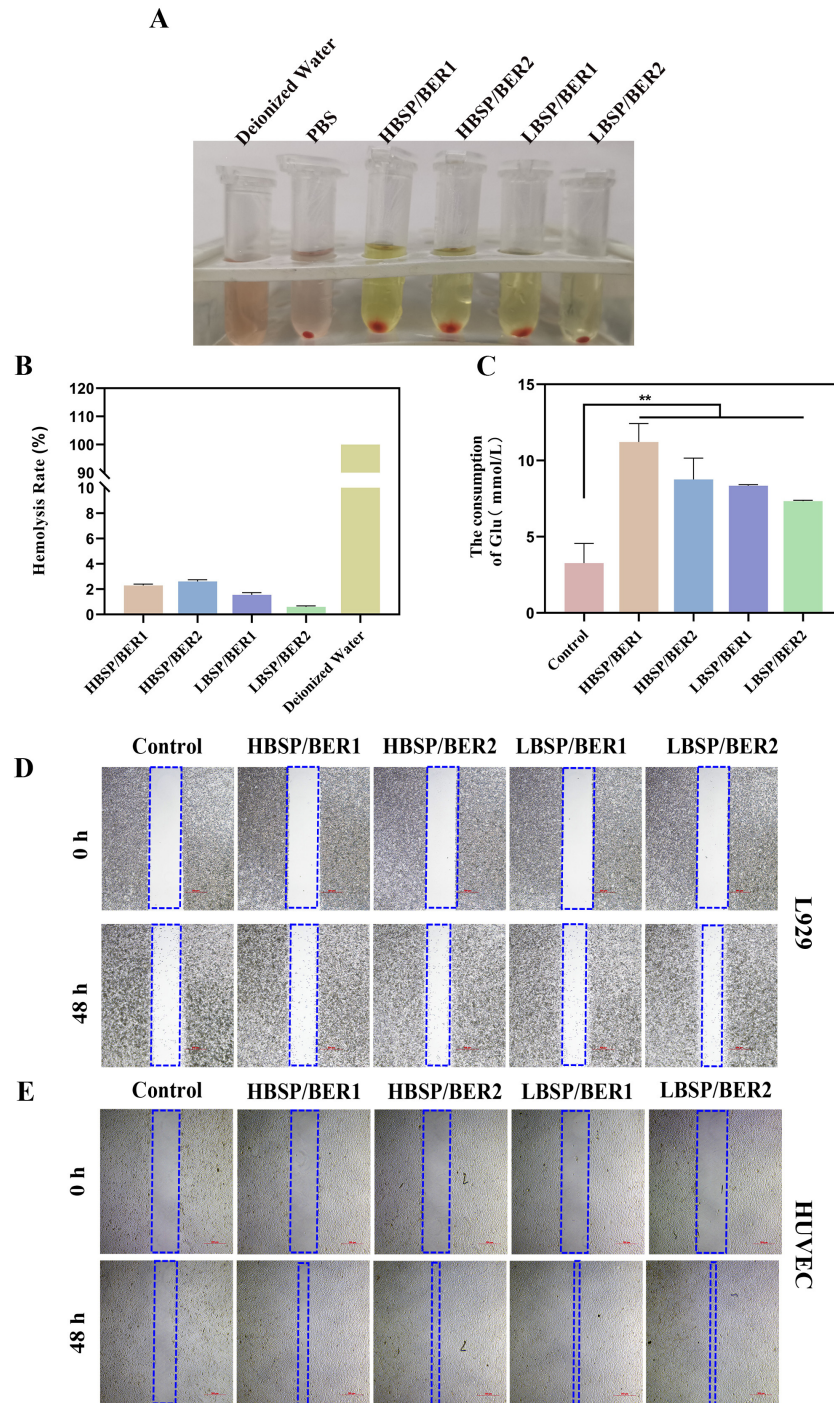 A
Deionized Water
PBS
HBSP/BER1
HBSP/BER2
LBSP/BER1
LBSP/BER2
B
Hemolysis Rate (%)
120
110
100
90
10
8
6
4
2
0
HBSP/BER1
HBSP/BER2
LBSP/BER1
LBSP/BER2
Deionized Water
C
The consumption
of Glu( mmol/L)
15
10
5
0
**
Control
HBSP/BER1
HBSP/BER2
LBSP/BER1
LBSP/BER2
D
Control
HBSP/BER1
HBSP/BER2
LBSP/BER1
LBSP/BER2
0 h
48 h
L929
E
Control
HBSP/BER1
HBSP/BER2
LBSP/BER1
LBSP/BER2
0 h
48 h
HUVEC